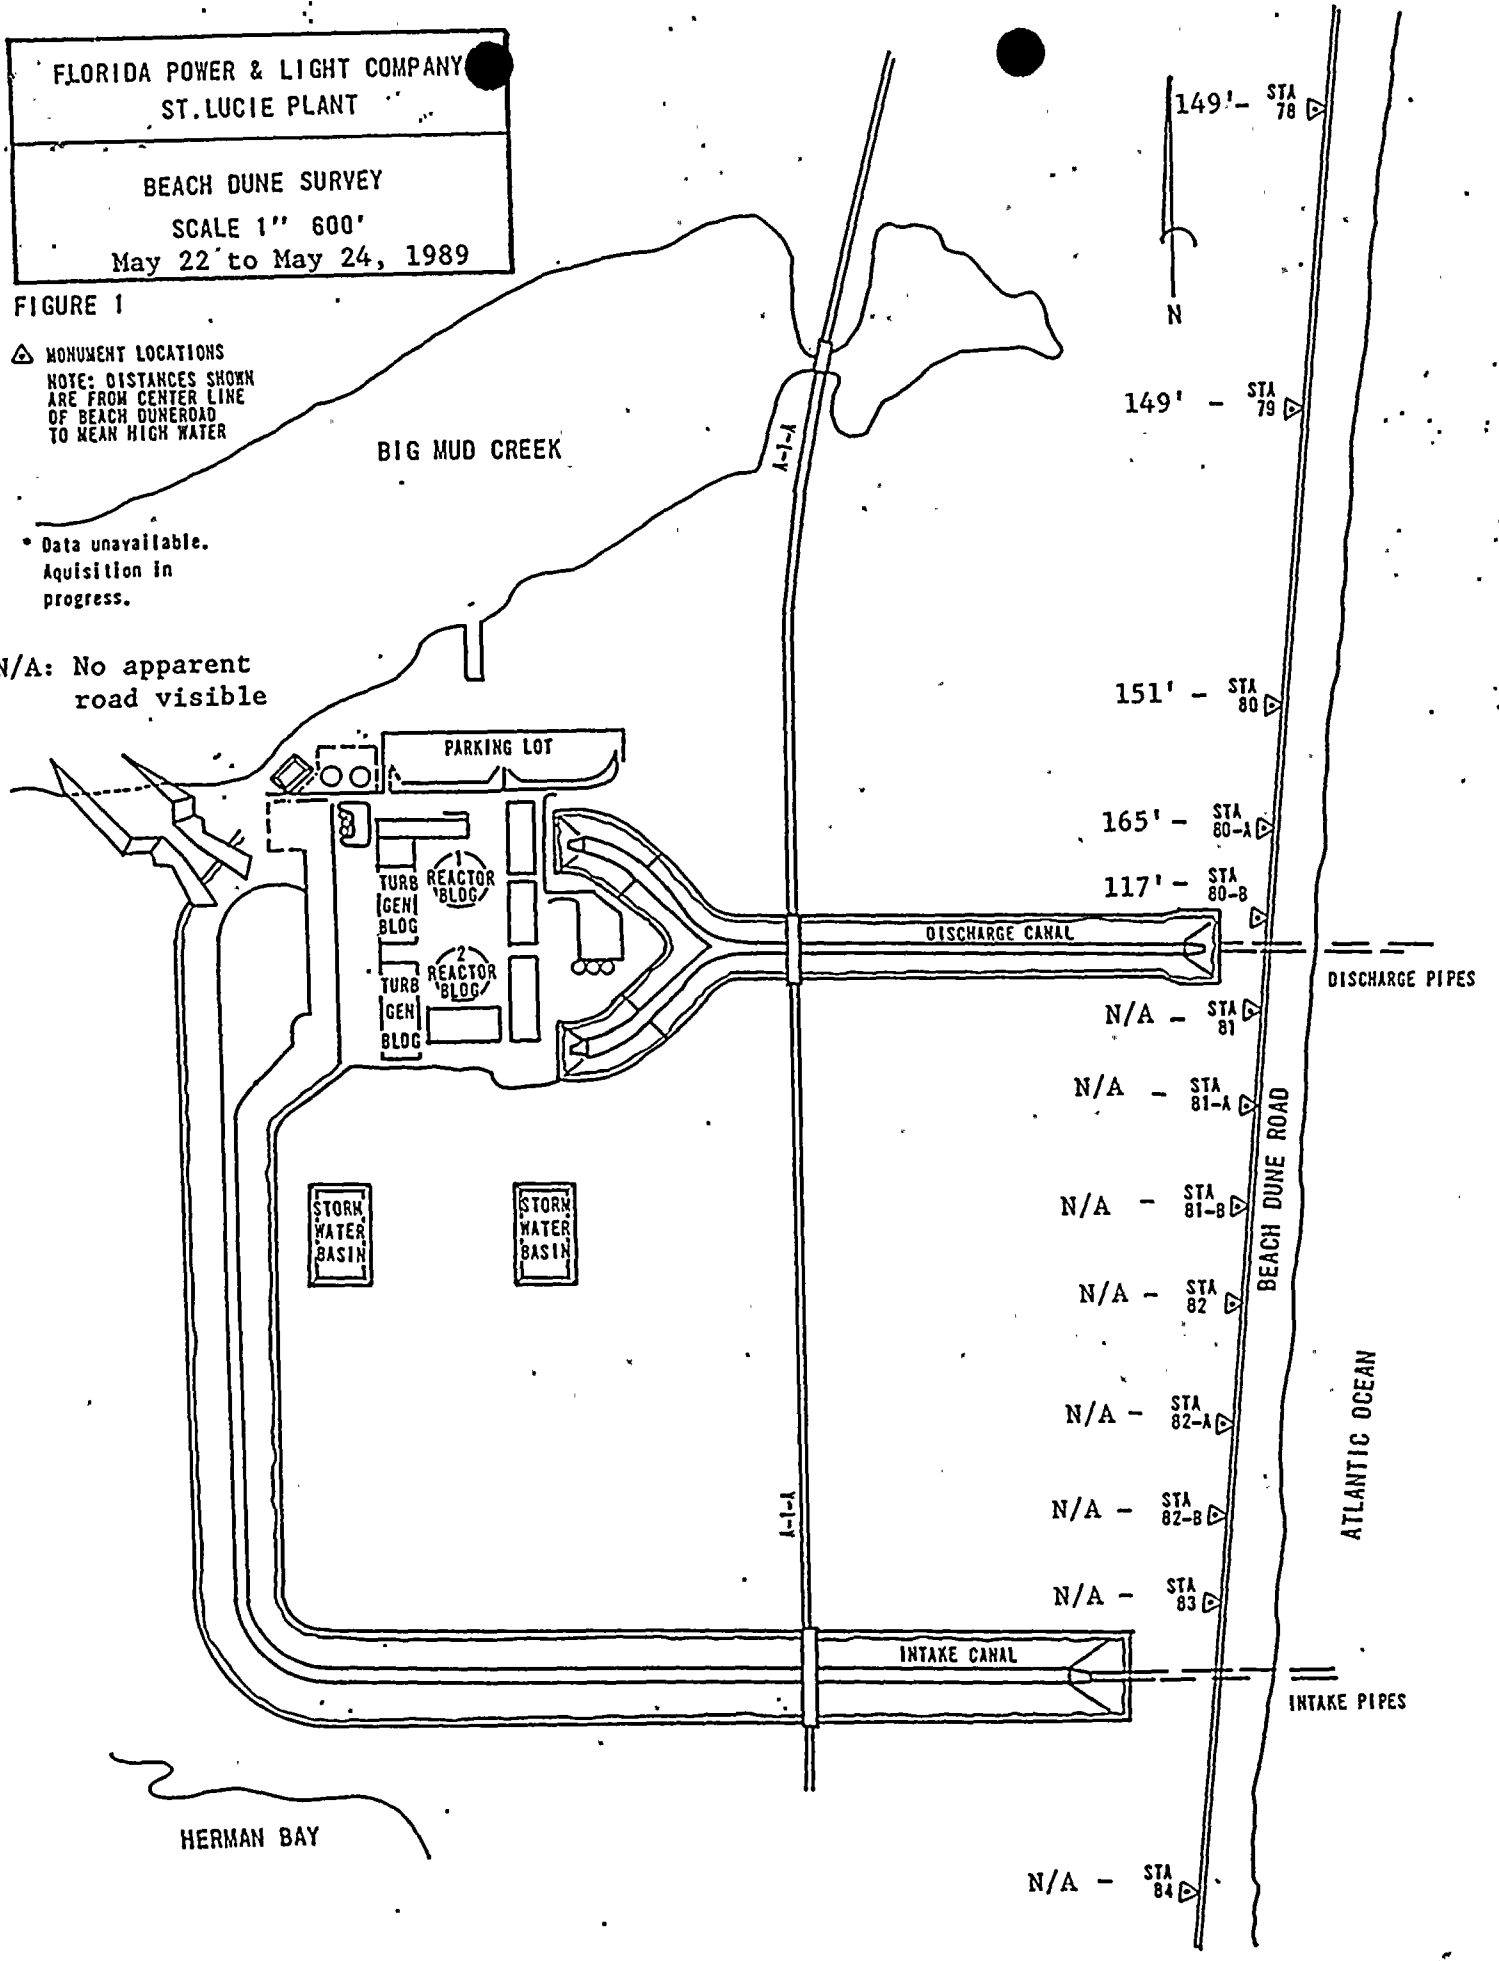 FLORIDA POWER & LIGHT COMPANY
ST.LUCIE PLANT
BEACH DUNE SURVEY
SCALE 1" 600'
May 22 to May 24, 1989
FIGURE 1
MONUMENT LOCATIONS
NOTE: DISTANCES SHOWN
ARE FROM CENTER LINE
OF BEACH DUNEROAD
TO MEAN HIGH WATER
* Data unavailable.
Aquisition in
progress.
N/A: No apparent
road visible
BIG MUD CREEK
A-1-A
N
149' - STA
78
149' - STA
79
151' - STA
80
165' - STA
80-A
117' - STA
80-B
N/A - STA
81
N/A - STA
81-A
N/A - STA
81-B
N/A - STA
82
N/A - STA
82-A
N/A - STA
82-B
N/A - STA
83
N/A - STA
84
PARKING LOT
TURB
GEN
BLDG
1
REACTOR
BLDG
2
REACTOR
BLDG
TURB
GEN
BLDG
DISCHARGE CANAL
DISCHARGE PIPES
BEACH DUNE ROAD
ATLANTIC OCEAN
STORM
WATER
BASIN
STORM
WATER
BASIN
A-1-A
INTAKE CANAL
INTAKE PIPES
HERMAN BAY